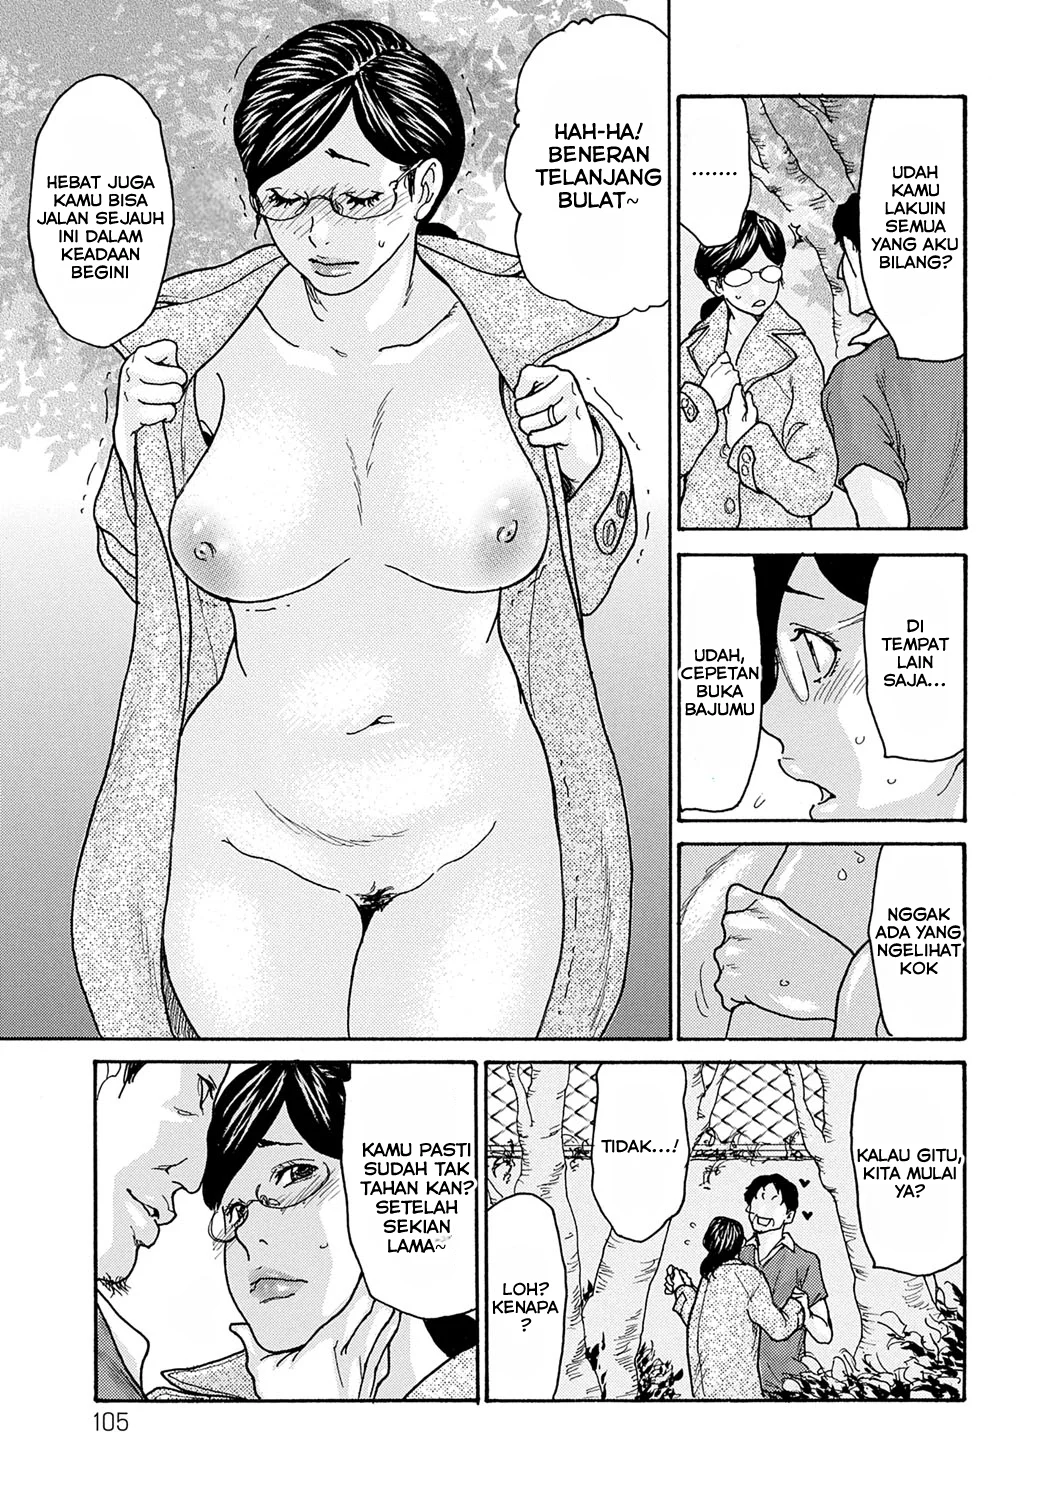 UDAH
KAMU
LAKUIN
SEMUA
YANG AKU
BILANG?
.......
DI
TEMPAT
LAIN
SAJA...
UDAH,
CEPETAN
BUKA
BAJUMU
NGGAK
ADA YANG
NGELIHAT
KOK
HAH-HA!
BENERAN
TELANJANG
BULAT~
HEBAT JUGA
KAMU BISA
JALAN SEJAUH
INI DALAM
KEADAAN
BEGINI
KALAU GITU,
KITA MULAI
YA?
TIDAK...!
LOH?
KENAPA
?
KAMU PASTI
SUDAH TAK
TAHAN KAN?
SETELAH
SEKIAN
LAMA~
105